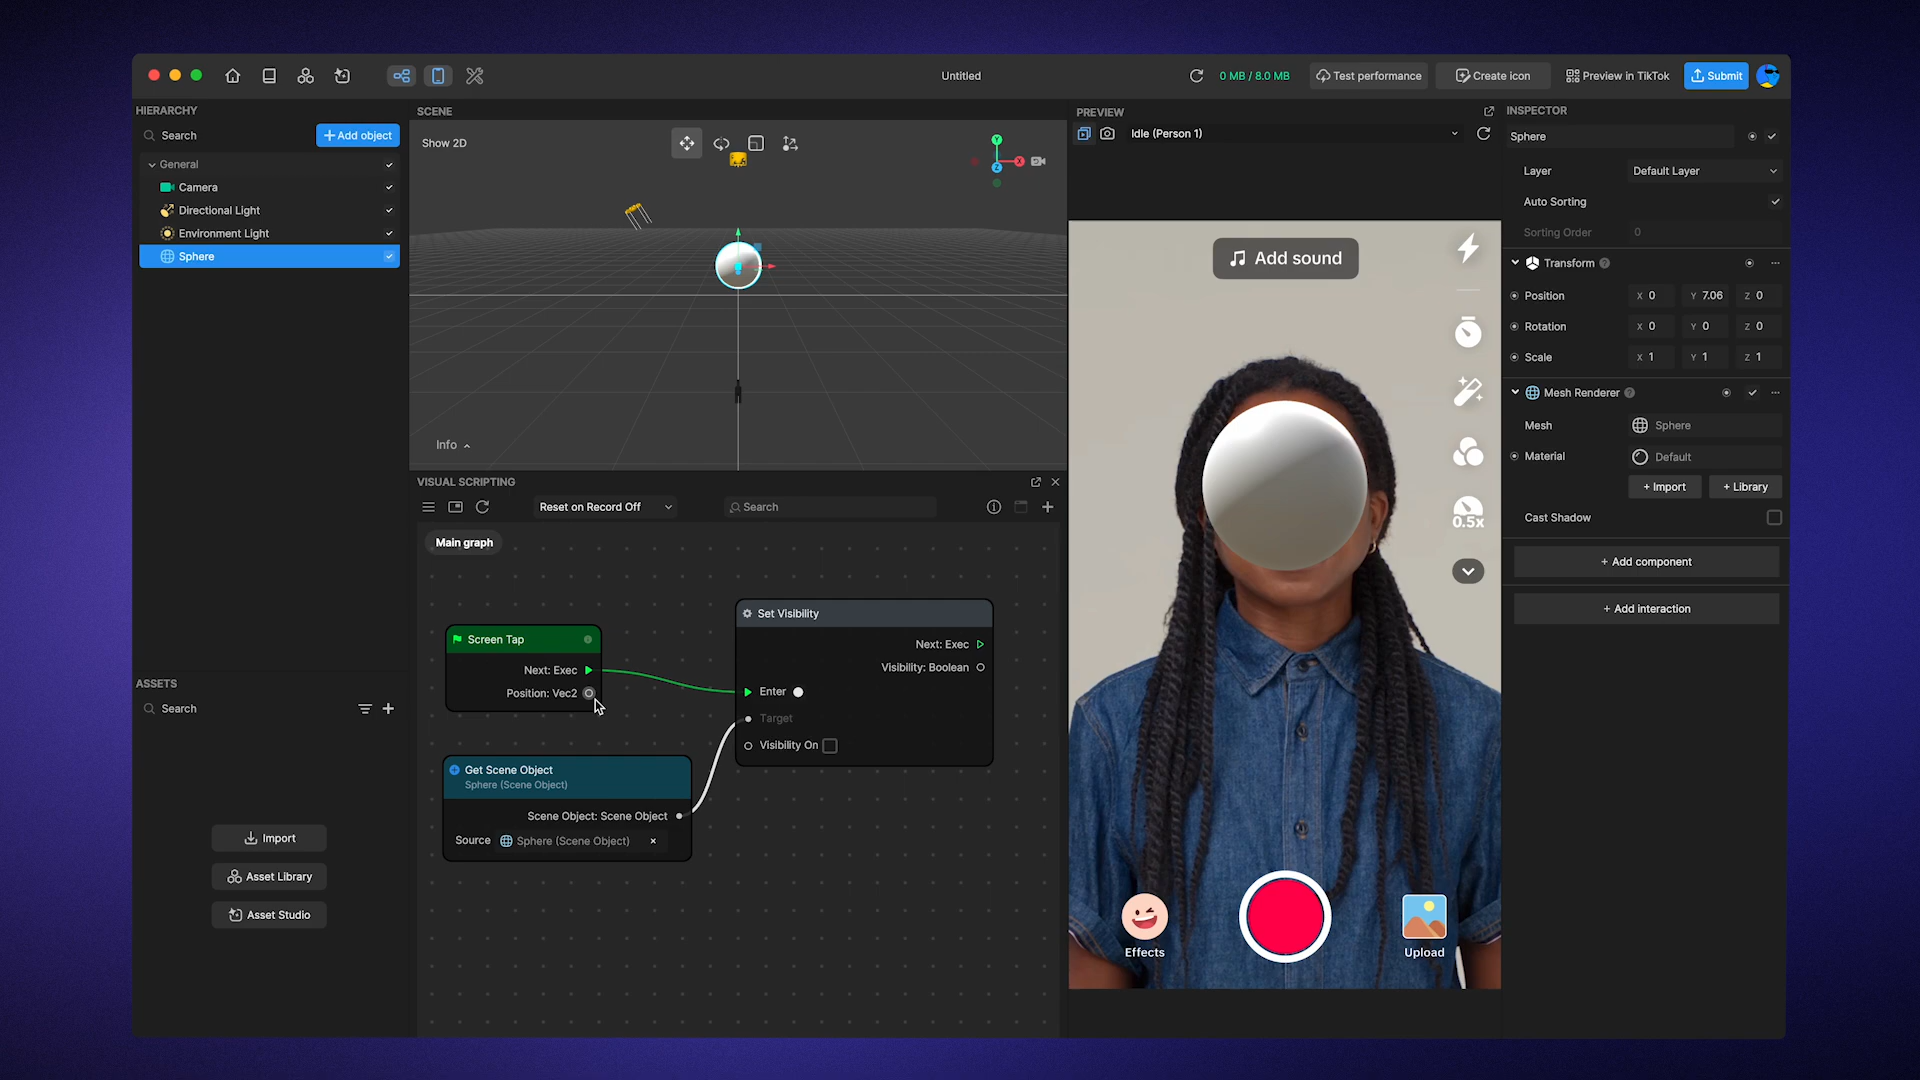 Untitled
0 MB / 8.0 MB
Test performance
Create icon
Preview in TikTok
Submit
HIERARCHY
Search
+ Add object
General
Camera
Directional Light
Environment Light
Sphere
ASSETS
Search
Import
Asset Library
Asset Studio
SCENE
Show 2D
Y
X
Z
Info
VISUAL SCRIPTING
Reset on Record Off
Search
Main graph
Screen Tap
Next: Exec
Position: Vec2
Get Scene Object
Sphere (Scene Object)
Scene Object: Scene Object
Source
Sphere (Scene Object)
Set Visibility
Next: Exec
Visibility: Boolean
Enter
Target
Visibility On
PREVIEW
Idle (Person 1)
Add sound
0.5x
Effects
Upload
INSPECTOR
Sphere
Layer
Default Layer
Auto Sorting
Sorting Order
0
Transform
Position X 0 Y 7.06 Z 0
Rotation X 0 Y 0 Z 0
Scale X 1 Y 1 Z 1
Mesh Renderer
Mesh
Sphere
Material
Default
+ Import
+ Library
Cast Shadow
+ Add component
+ Add interaction